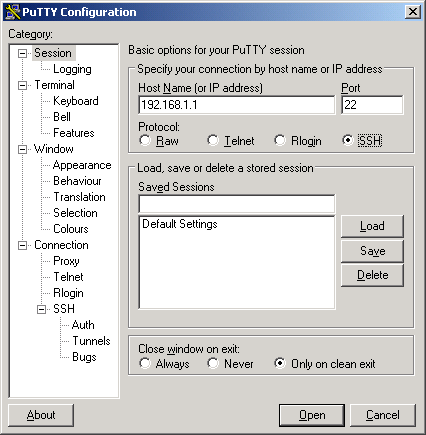 PuTTY Configuration
Category:
Session
Logging
Terminal
Keyboard
Bell
Features
Window
Appearance
Behaviour
Translation
Selection
Colours
Connection
Proxy
Telnet
Rlogin
SSH
Auth
Tunnels
Bugs
Basic options for your PuTTY session
Specify your connection by host name or IP address
Host Name (or IP address) Port
192.168.1.1 22
Protocol:
Raw Telnet Rlogin SSH
Load, save or delete a stored session
Saved Sessions
Default Settings
Load
Save
Delete
Close window on exit:
Always Never Only on clean exit
About Open Cancel